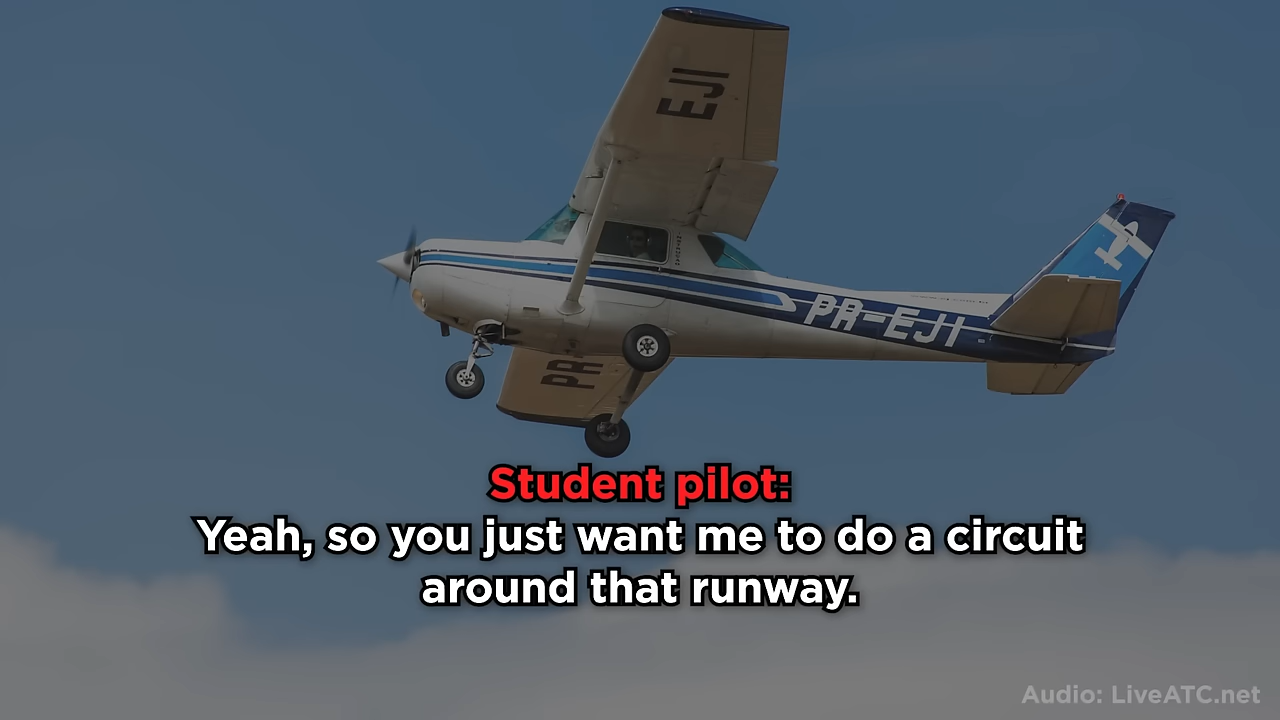 EJI
PR-EJI
PR
Student pilot:
Yeah, so you just want me to do a circuit
around that runway.
Audio: LiveATC.net